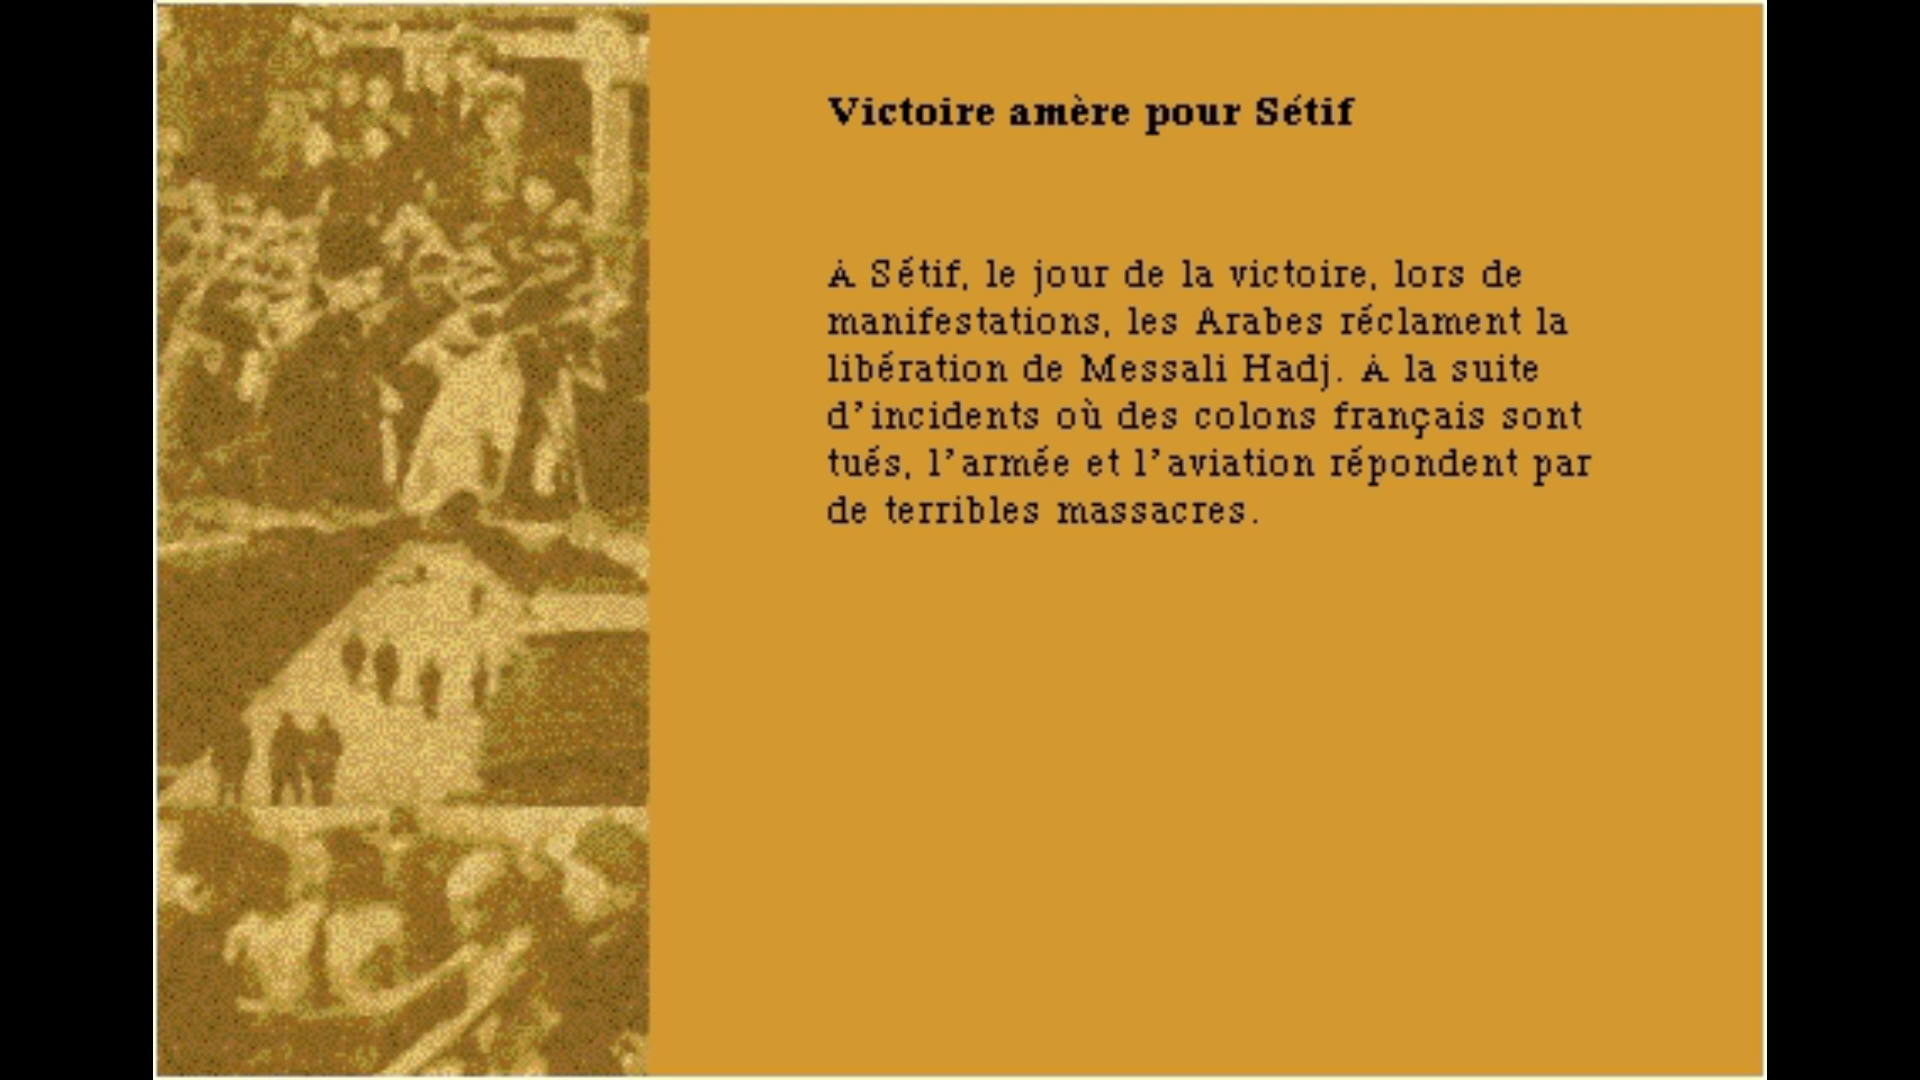 Victoire amère pour Sétif
A Sétif, le jour de la victoire, lors de
manifestations, les Arabes réclament la
libération de Messali Hadj. A la suite
d’incidents où des colons français sont
tués, l’armée et l’aviation répondent par
de terribles massacres.